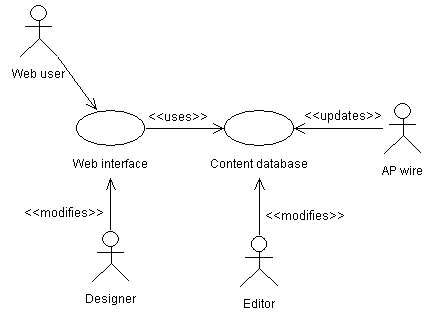 Web user
<<uses>>
<<updates>>
Web interface
Content database
AP wire
<<modifies>>
<<modifies>>
Designer
Editor